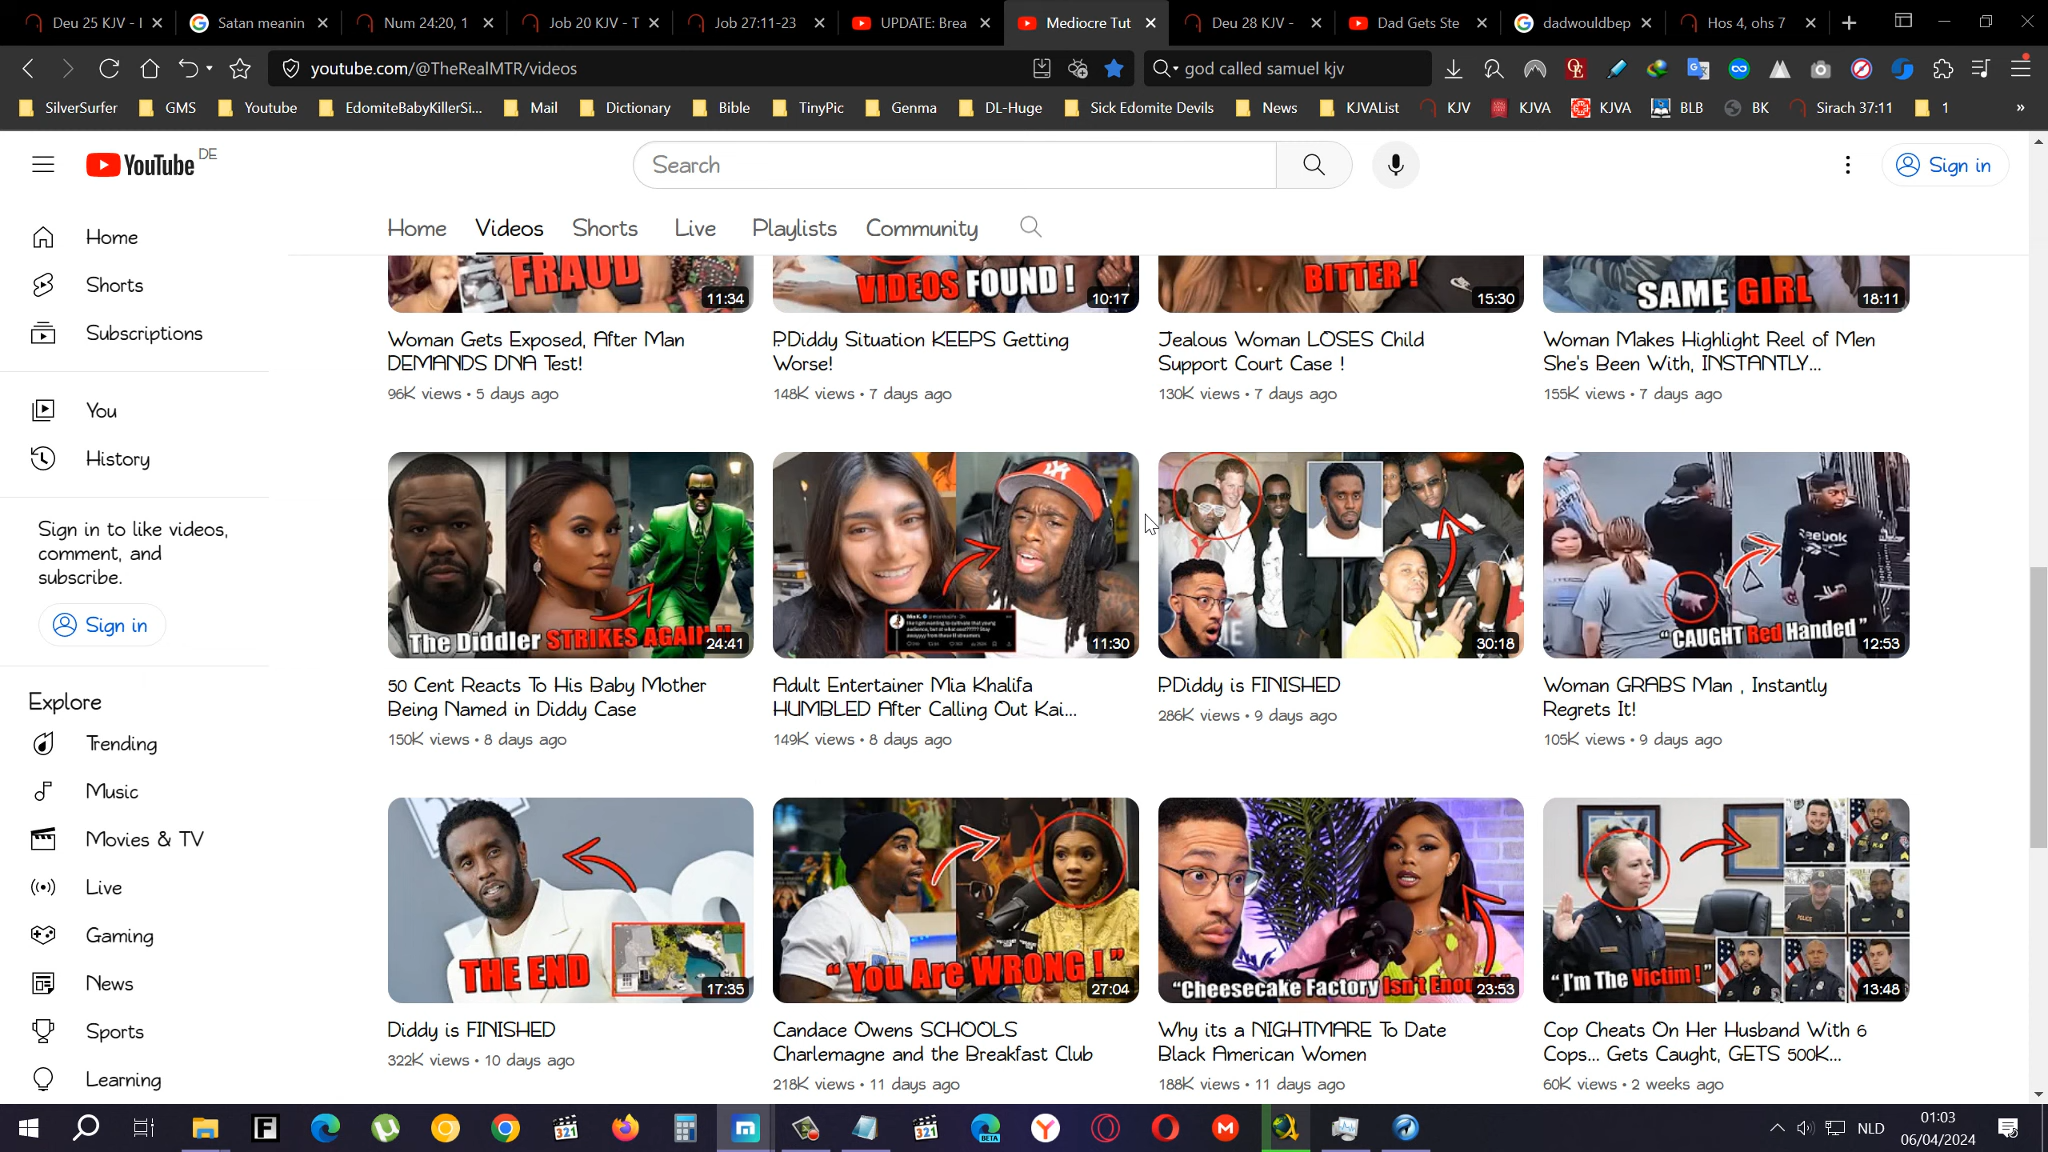 Deu 25 KJV - I
Satan meanin
Num 24:20, 1
Job 20 KJV - T
Job 27:11-23
UPDATE: Brea
Mediocre Tut
Deu 28 KJV -
Dad Gets Ste
dadwouldbep
Hos 4, ohs 7
youtube.com/@TheRealMTR/videos
god called samuel kjv
SilverSurfer
GMS
Youtube
EdomiteBabyKillerSi...
Mail
Dictionary
Bible
TinyPic
Genma
DL-Huge
Sick Edomite Devils
News
KJVAList
KJV
KJVA
KJVA
BLB
BK
Sirach 37:11
1
YouTube DE
Search
Sign in
Home
Videos
Shorts
Live
Playlists
Community
Home
Shorts
Subscriptions
You
History
Sign in to like videos,
comment, and
subscribe.
Sign in
Explore
Trending
Music
Movies & TV
Live
Gaming
News
Sports
Learning
FRAUD
11:34
Woman Gets Exposed, After Man
DEMANDS DNA Test!
96K views • 5 days ago
VIDEOS FOUND !
10:17
P.Diddy Situation KEEPS Getting
Worse!
148K views • 7 days ago
BITTER !
15:30
Jealous Woman LOSES Child
Support Court Case !
130K views • 7 days ago
SAME GIRL
18:11
Woman Makes Highlight Reel of Men
She's Been With, INSTANTLY...
155K views • 7 days ago
The Diddler STRIKES AGAIN "
24:41
50 Cent Reacts To His Baby Mother
Being Named in Diddy Case
150K views • 8 days ago
11:30
Adult Entertainer Mia Khalifa
HUMBLED After Calling Out Kai...
149K views • 8 days ago
30:18
P.Diddy is FINISHED
286K views • 9 days ago
Reebok
"CAUGHT Red Handed"
12:53
Woman GRABS Man , Instantly
Regrets It!
105K views • 9 days ago
THE END
17:35
Diddy is FINISHED
322K views • 10 days ago
" You Are WRONG ! "
27:04
Candace Owens SCHOOLS
Charlemagne and the Breakfast Club
218K views • 11 days ago
"Cheesecake Factory Isn't
23:53
Why its a NIGHTMARE To Date
Black American Women
188K views • 11 days ago
"I'm The Victim !"
13:48
Cop Cheats On Her Husband With 6
Cops... Gets Caught, GETS 500K...
60K views • 2 weeks ago
NLD
01:03
06/04/2024